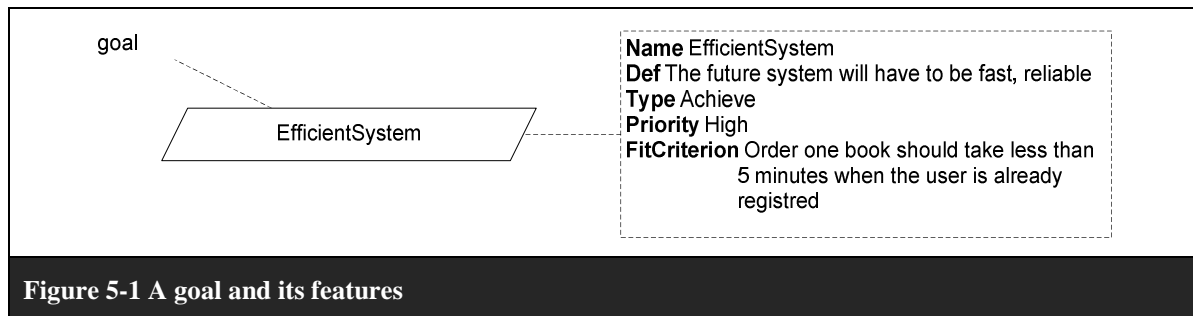 goal
EfficientSystem
Name EfficientSystem
Def The future system will have to be fast, reliable
Type Achieve
Priority High
FitCriterion Order one book should take less than
5 minutes when the user is already
registred
Figure 5-1 A goal and its features